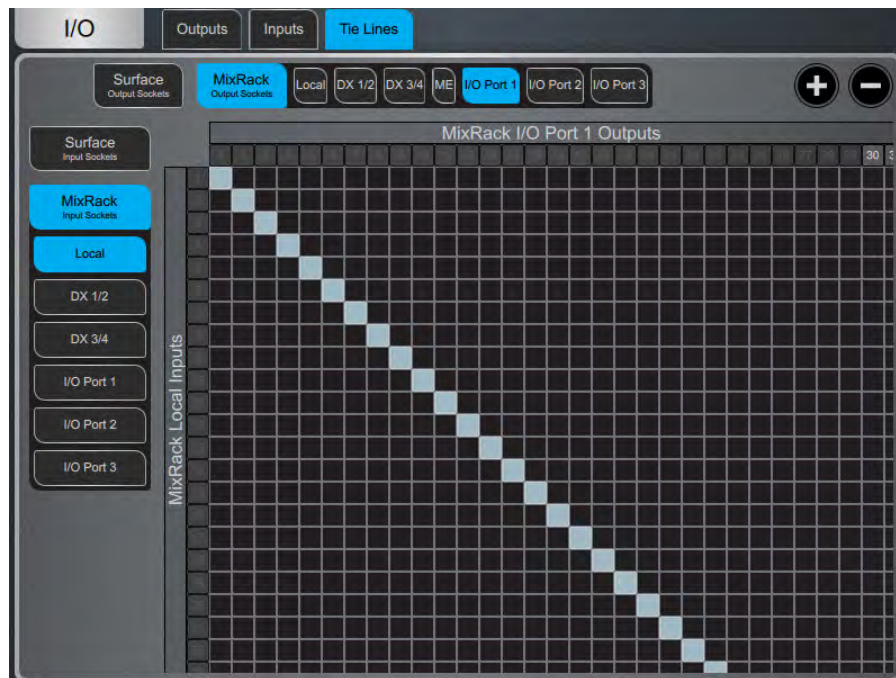 I/O
Outputs
Inputs
Tie Lines
Surface
Output Sockets
MixRack
Output Sockets
Local
DX 1/2
DX 3/4
ME
I/O Port 1
I/O Port 2
I/O Port 3
Surface
Input Sockets
MixRack I/O Port 1 Outputs
30
MixRack
Input Sockets
Local
DX 1/2
DX 3/4
I/O Port 1
I/O Port 2
I/O Port 3
MixRack Local Inputs